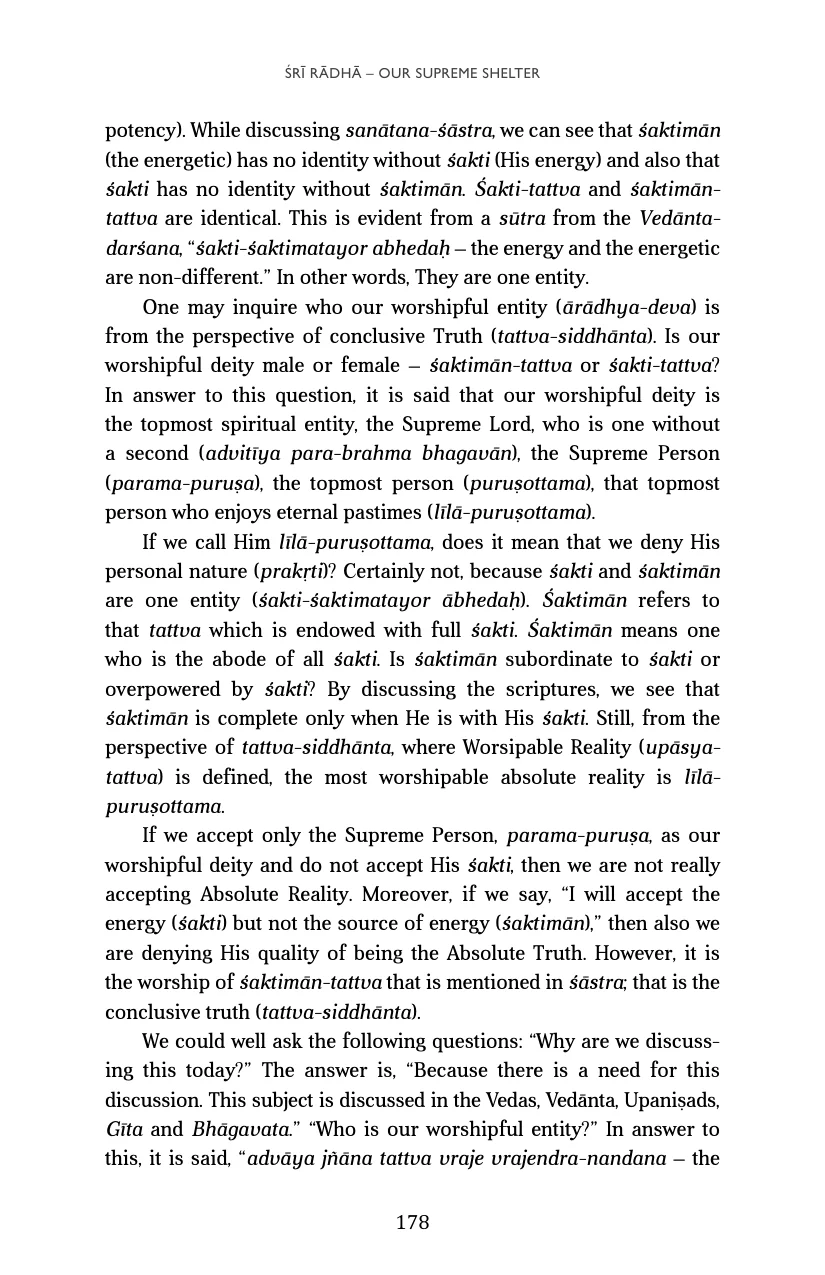 ŚRĪ RĀDHĀ – OUR SUPREME SHELTER
potency). While discussing sanātana-śāstra, we can see that śaktimān
(the energetic) has no identity without śakti (His energy) and also that
śakti has no identity without śaktimān. Śakti-tattva and śaktimān-
tattva are identical. This is evident from a sūtra from the Vedānta-
darśana, “śakti-śaktimatayor abhedaḥ – the energy and the energetic
are non-different.” In other words, They are one entity.
One may inquire who our worshipful entity (ārādhya-deva) is
from the perspective of conclusive Truth (tattva-siddhānta). Is our
worshipful deity male or female – śaktimān-tattva or śakti-tattva?
In answer to this question, it is said that our worshipful deity is
the topmost spiritual entity, the Supreme Lord, who is one without
a second (advitīya para-brahma bhagavān), the Supreme Person
(parama-puruṣa), the topmost person (puruṣottama), that topmost
person who enjoys eternal pastimes (līlā-puruṣottama).
If we call Him līlā-puruṣottama, does it mean that we deny His
personal nature (prakṛti)? Certainly not, because śakti and śaktimān
are one entity (śakti-śaktimatayor ābhedaḥ). Śaktimān refers to
that tattva which is endowed with full śakti. Śaktimān means one
who is the abode of all śakti. Is śaktimān subordinate to śakti or
overpowered by śakti? By discussing the scriptures, we see that
śaktimān is complete only when He is with His śakti. Still, from the
perspective of tattva-siddhānta, where Worsipable Reality (upāsya-
tattva) is defined, the most worshipable absolute reality is līlā-
puruṣottama.
If we accept only the Supreme Person, parama-puruṣa, as our
worshipful deity and do not accept His śakti, then we are not really
accepting Absolute Reality. Moreover, if we say, “I will accept the
energy (śakti) but not the source of energy (śaktimān),” then also we
are denying His quality of being the Absolute Truth. However, it is
the worship of śaktimān-tattva that is mentioned in śāstra; that is the
conclusive truth (tattva-siddhānta).
We could well ask the following questions: “Why are we discuss-
ing this today?” The answer is, “Because there is a need for this
discussion. This subject is discussed in the Vedas, Vedānta, Upaniṣads,
Gīta and Bhāgavata.” “Who is our worshipful entity?” In answer to
this, it is said, “advāya jñāna tattva vraje vrajendra-nandana – the
178